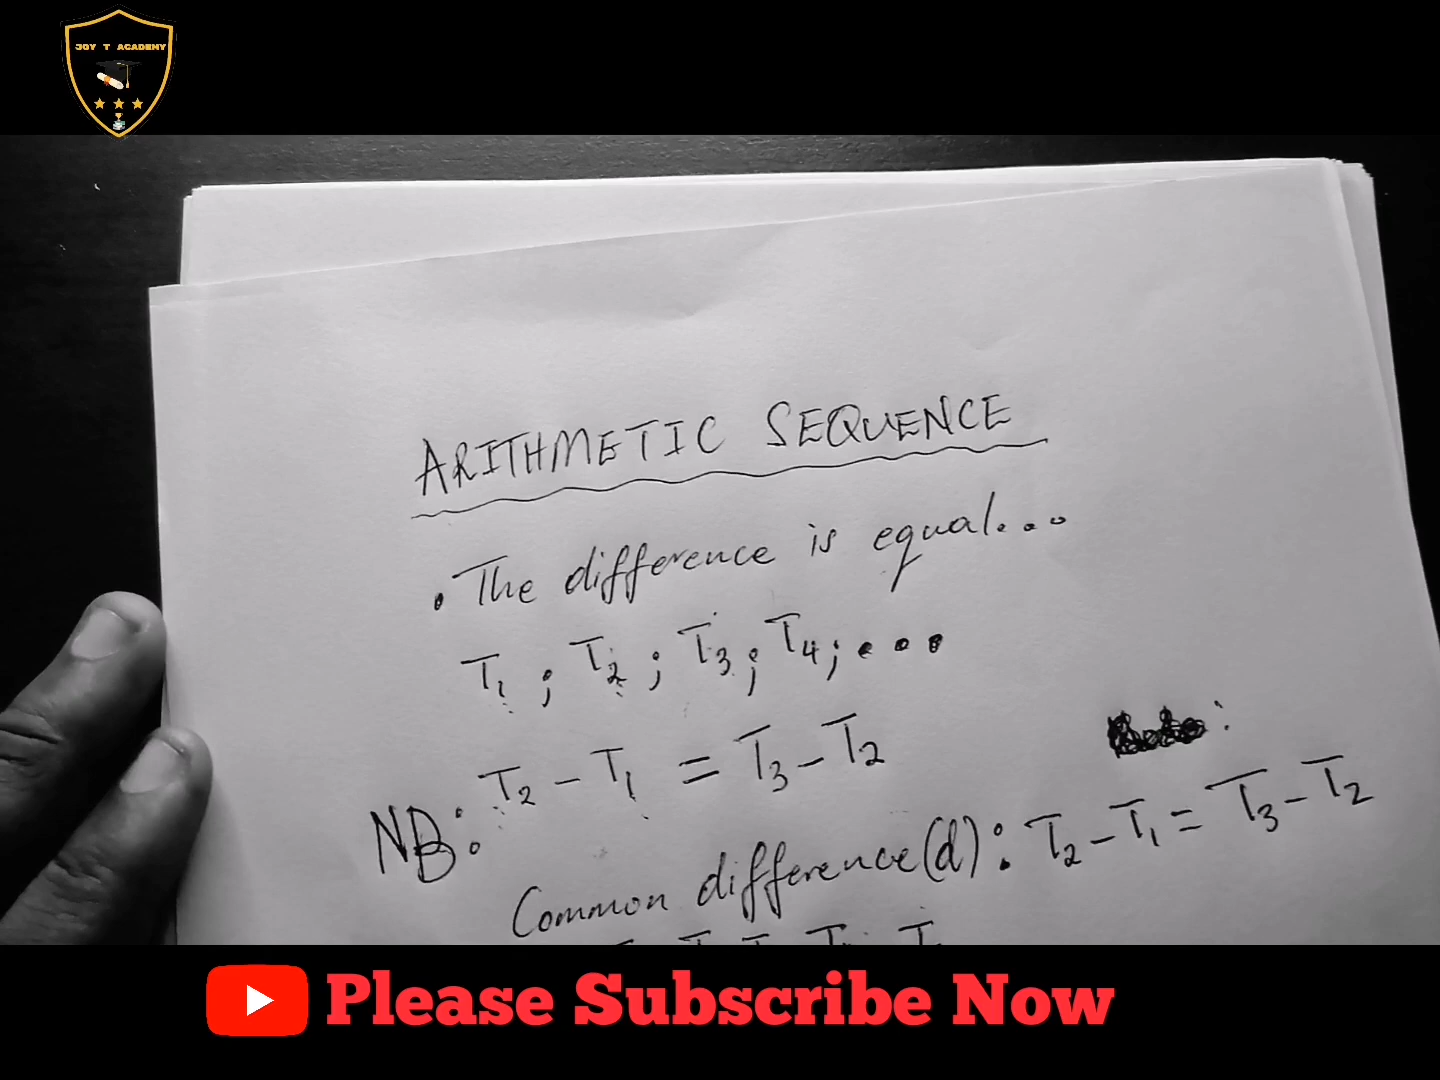 JOY T ACADEMY
ARITHMETIC SEQUENCE
. The difference is equal...
T₁ ; T₂ ; T₃ ; T₄ ; ...
NB: T₂ - T₁ = T₃ - T₂
:
Common difference (d) : T₂ - T₁ = T₃ - T₂
Please Subscribe Now